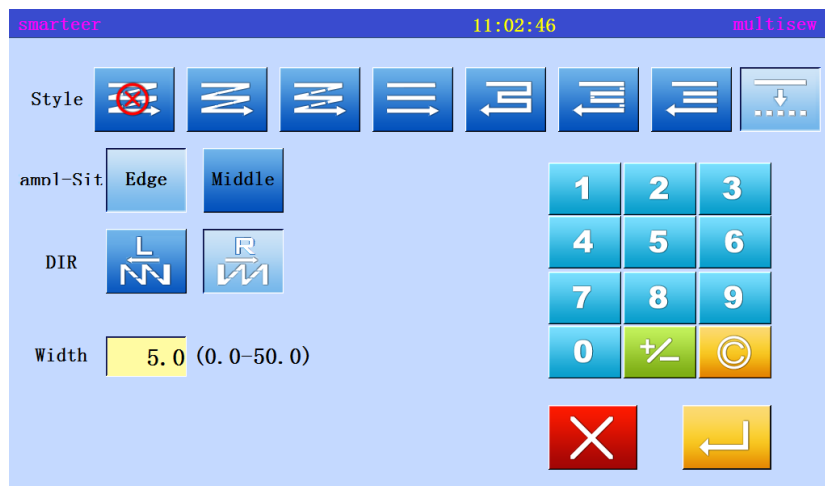 smarteer 11:02:46 multisew
Style
ampl-Sit Edge Middle
DIR L R
Width 5.0 (0.0-50.0)
1 2 3
4 5 6
7 8 9
0 +/- ©